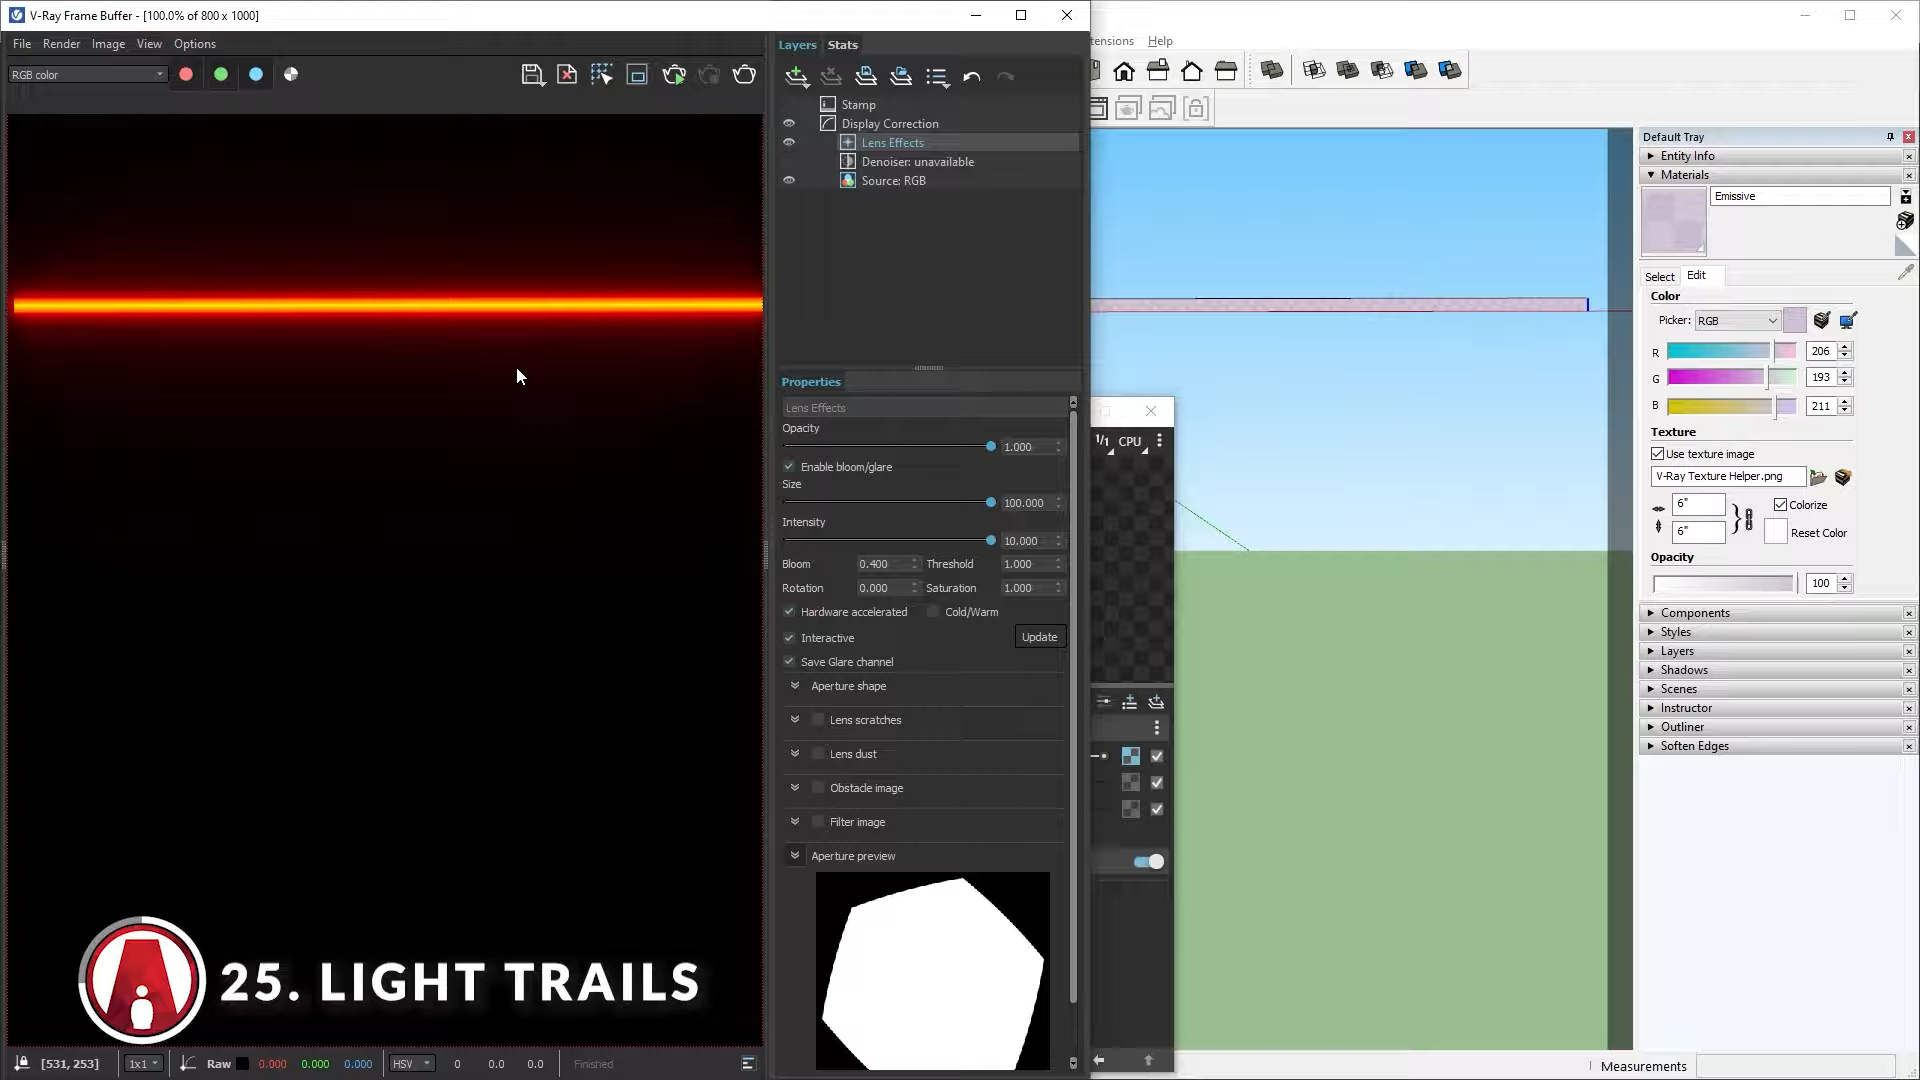 V-Ray Frame Buffer - [100.0% of 800 x 1000]
File Render Image View Options
RGB color
Layers Stats
Stamp
Display Correction
Lens Effects
Denoiser: unavailable
Source: RGB
Properties
Lens Effects
Opacity
1.000
Enable bloom/glare
Size
100.000
Intensity
10.000
Bloom 0.400 Threshold 1.000
Rotation 0.000 Saturation 1.000
Hardware accelerated Cold/Warm
Interactive Update
Save Glare channel
Aperture shape
Lens scratches
Lens dust
Obstacle image
Filter image
Aperture preview
25. LIGHT TRAILS
[531, 253] 1x1 Raw 0.000 0.000 0.000 HSV 0 0.0 0.0 Finished
tensions Help
1/1 CPU
Default Tray
Entity Info
Materials
Emissive
Select Edit
Color
Picker: RGB
R 206
G 193
B 211
Texture
Use texture image
V-Ray Texture Helper.png
6" Colorize
6" Reset Color
Opacity
100
Components
Styles
Layers
Shadows
Scenes
Instructor
Outliner
Soften Edges
Measurements